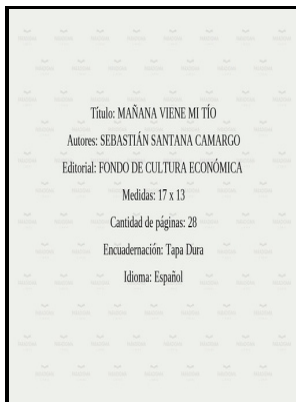 Título: MAÑANA VIENE MI TÍO
Autores: SEBASTIÁN SANTANA CAMARGO
Editorial: FONDO DE CULTURA ECONÓMICA
Medidas: 17 x 13
Cantidad de páginas: 28
Encuadernación: Tapa Dura
Idioma: Español